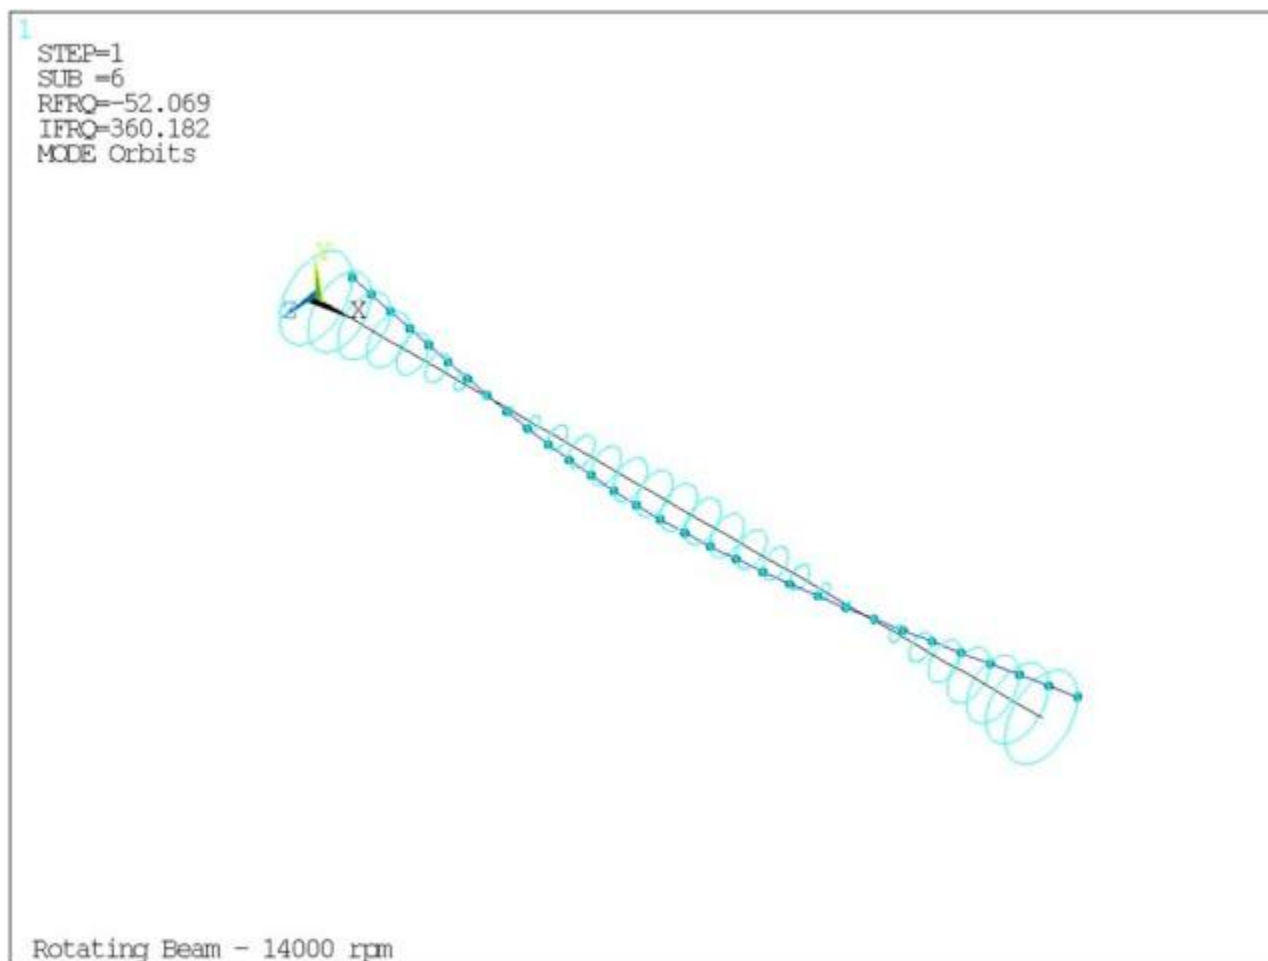 1
STEP=1
SUB =6
RFRQ=-52.069
IFRQ=360.182
MODE Orbits
Y
Z
X
Rotating Beam - 14000 rpm